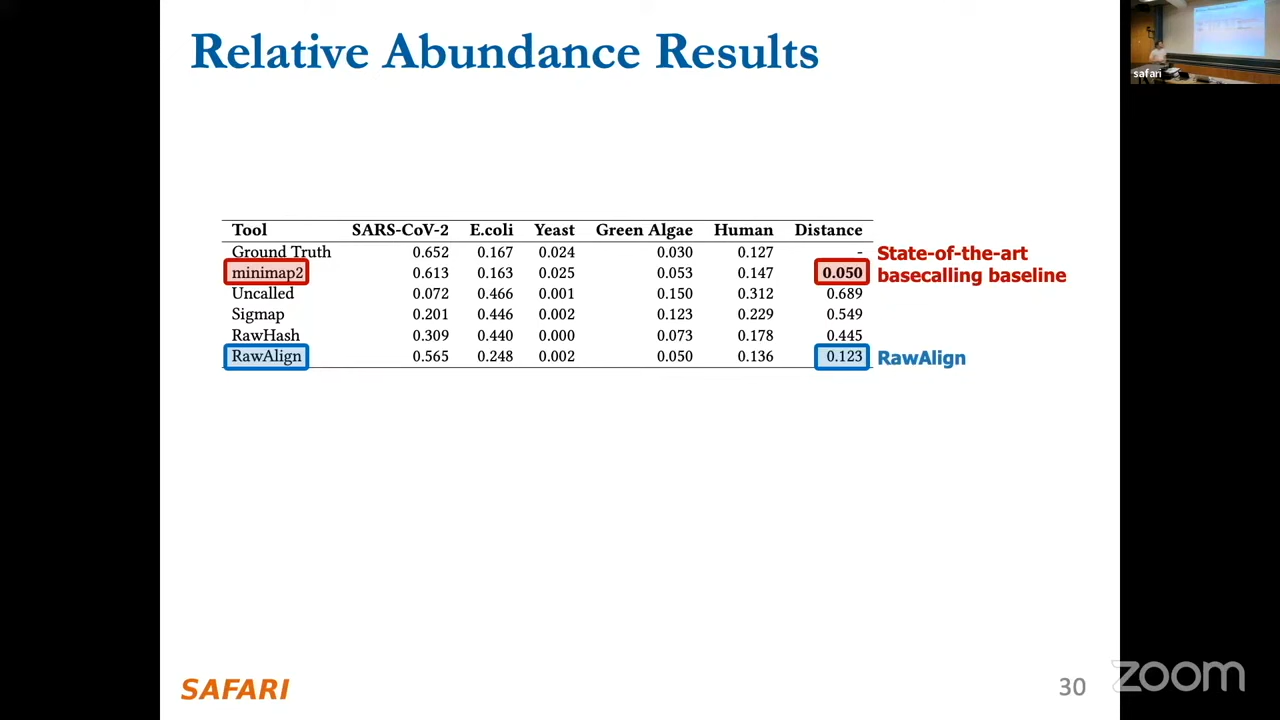 Relative Abundance Results
safari
Tool SARS-CoV-2 E.coli Yeast Green Algae Human Distance
Ground Truth 0.652 0.167 0.024 0.030 0.127 -
minimap2 0.613 0.163 0.025 0.053 0.147 0.050
Uncalled 0.072 0.466 0.001 0.150 0.312 0.689
Sigmap 0.201 0.446 0.002 0.123 0.229 0.549
RawHash 0.309 0.440 0.000 0.073 0.178 0.445
RawAlign 0.565 0.248 0.002 0.050 0.136 0.123
State-of-the-art
basecalling baseline
RawAlign
SAFARI
30
zoom